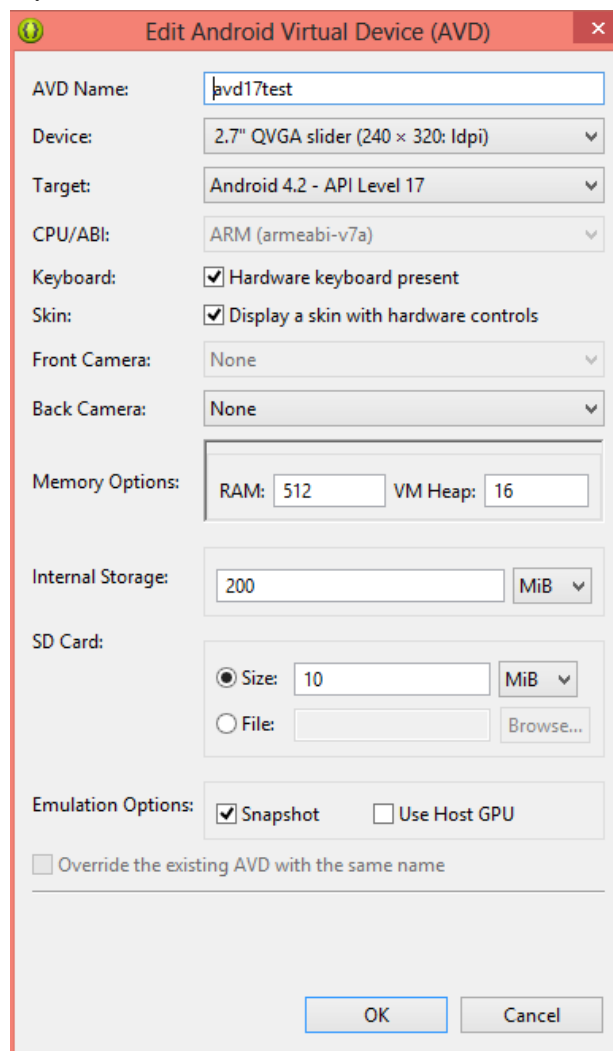 Edit Android Virtual Device (AVD)
AVD Name: avd17test
Device: 2.7" QVGA slider (240 × 320: ldpi)
Target: Android 4.2 - API Level 17
CPU/ABI: ARM (armeabi-v7a)
Keyboard: Hardware keyboard present
Skin: Display a skin with hardware controls
Front Camera: None
Back Camera: None
Memory Options: RAM: 512 VM Heap: 16
Internal Storage: 200 MiB
SD Card:
Size: 10 MiB
File: Browse...
Emulation Options: Snapshot Use Host GPU
Override the existing AVD with the same name
OK Cancel